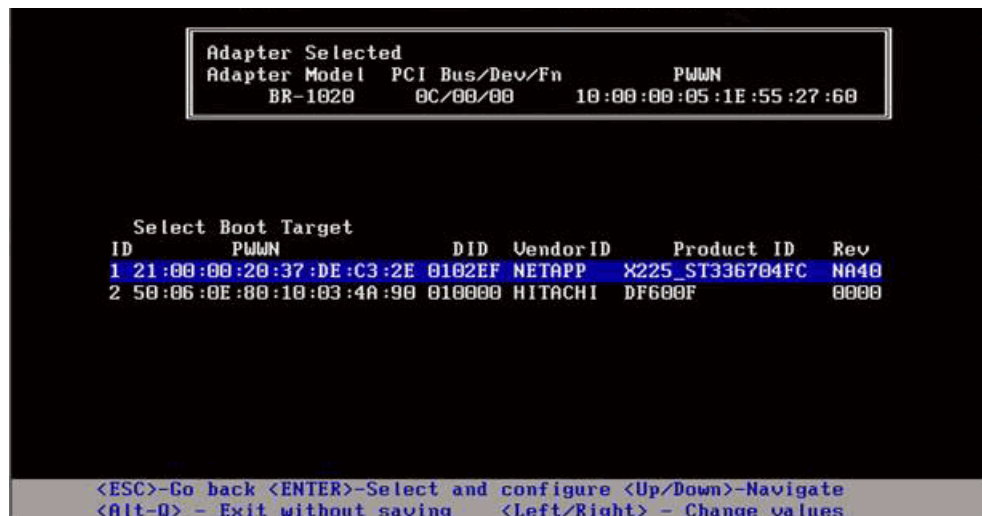 Adapter Selected
Adapter Model PCI Bus/Dev/Fn PWWN
BR-1020 0C/00/00 10:00:00:05:1E:55:27:60
Select Boot Target
ID PWWN DID VendorID Product ID Rev
1 21:00:00:20:37:DE:C3:2E 0102EF NETAPP X225_ST336704FC NA40
2 50:06:0E:80:10:03:4A:90 010000 HITACHI DF600F 0000
<ESC>-Go back <ENTER>-Select and configure <Up/Down>-Navigate
<Alt-Q> - Exit without saving <Left/Right> - Change values